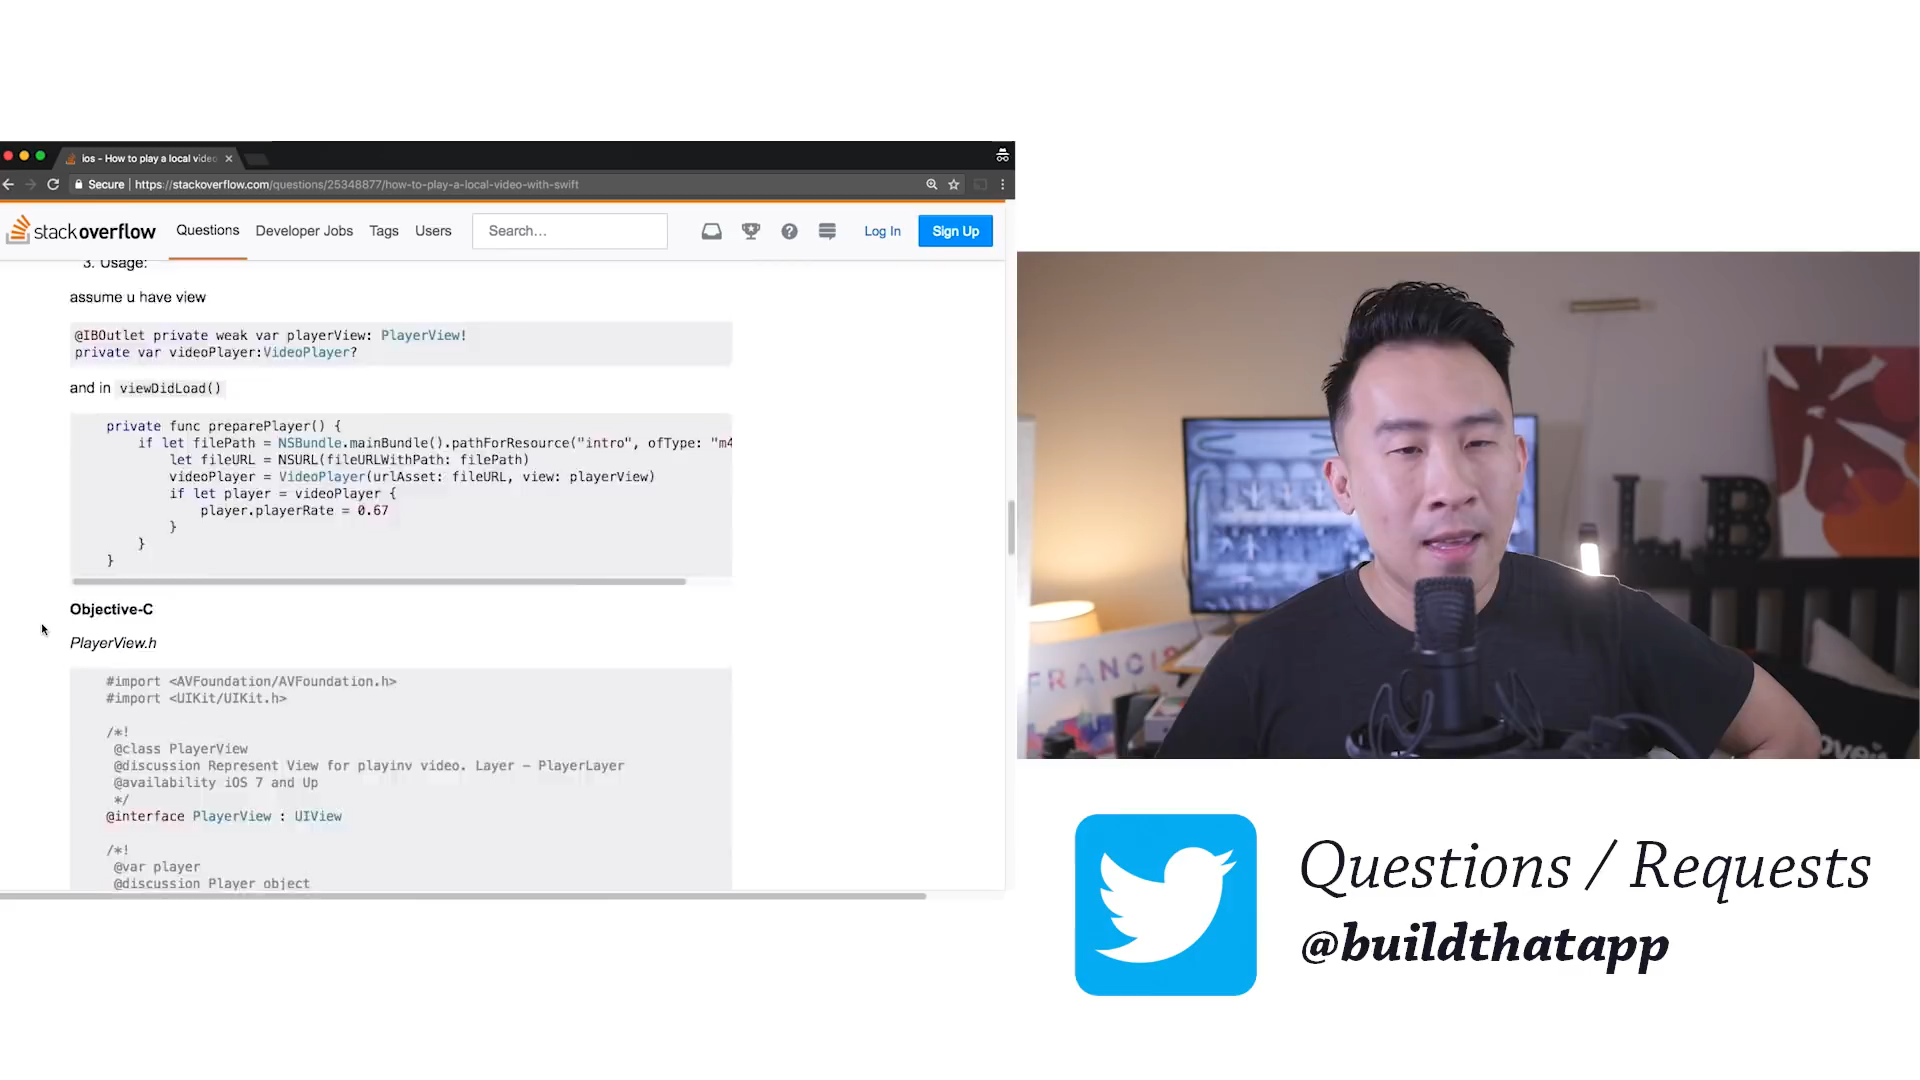 ios - How to play a local video
Secure | https://stackoverflow.com/questions/25348877/how-to-play-a-local-video-with-swift
stackoverflow Questions Developer Jobs Tags Users Search... Log In Sign Up
3. Usage:
assume u have view
@IBOutlet private weak var playerView: PlayerView!
private var videoPlayer:VideoPlayer?
and in viewDidLoad()
private func preparePlayer() {
if let filePath = NSBundle.mainBundle().pathForResource("intro", ofType: "m4
let fileURL = NSURL(fileURLWithPath: filePath)
videoPlayer = VideoPlayer(urlAsset: fileURL, view: playerView)
if let player = videoPlayer {
player.playerRate = 0.67
}
}
}
Objective-C
PlayerView.h
#import <AVFoundation/AVFoundation.h>
#import <UIKit/UIKit.h>
/*!
@class PlayerView
@discussion Represent View for playinv video. Layer – PlayerLayer
@availability iOS 7 and Up
*/
@interface PlayerView : UIView
/*!
@var player
@discussion Player object
L B
FRANCIS
Questions / Requests
@buildthatapp